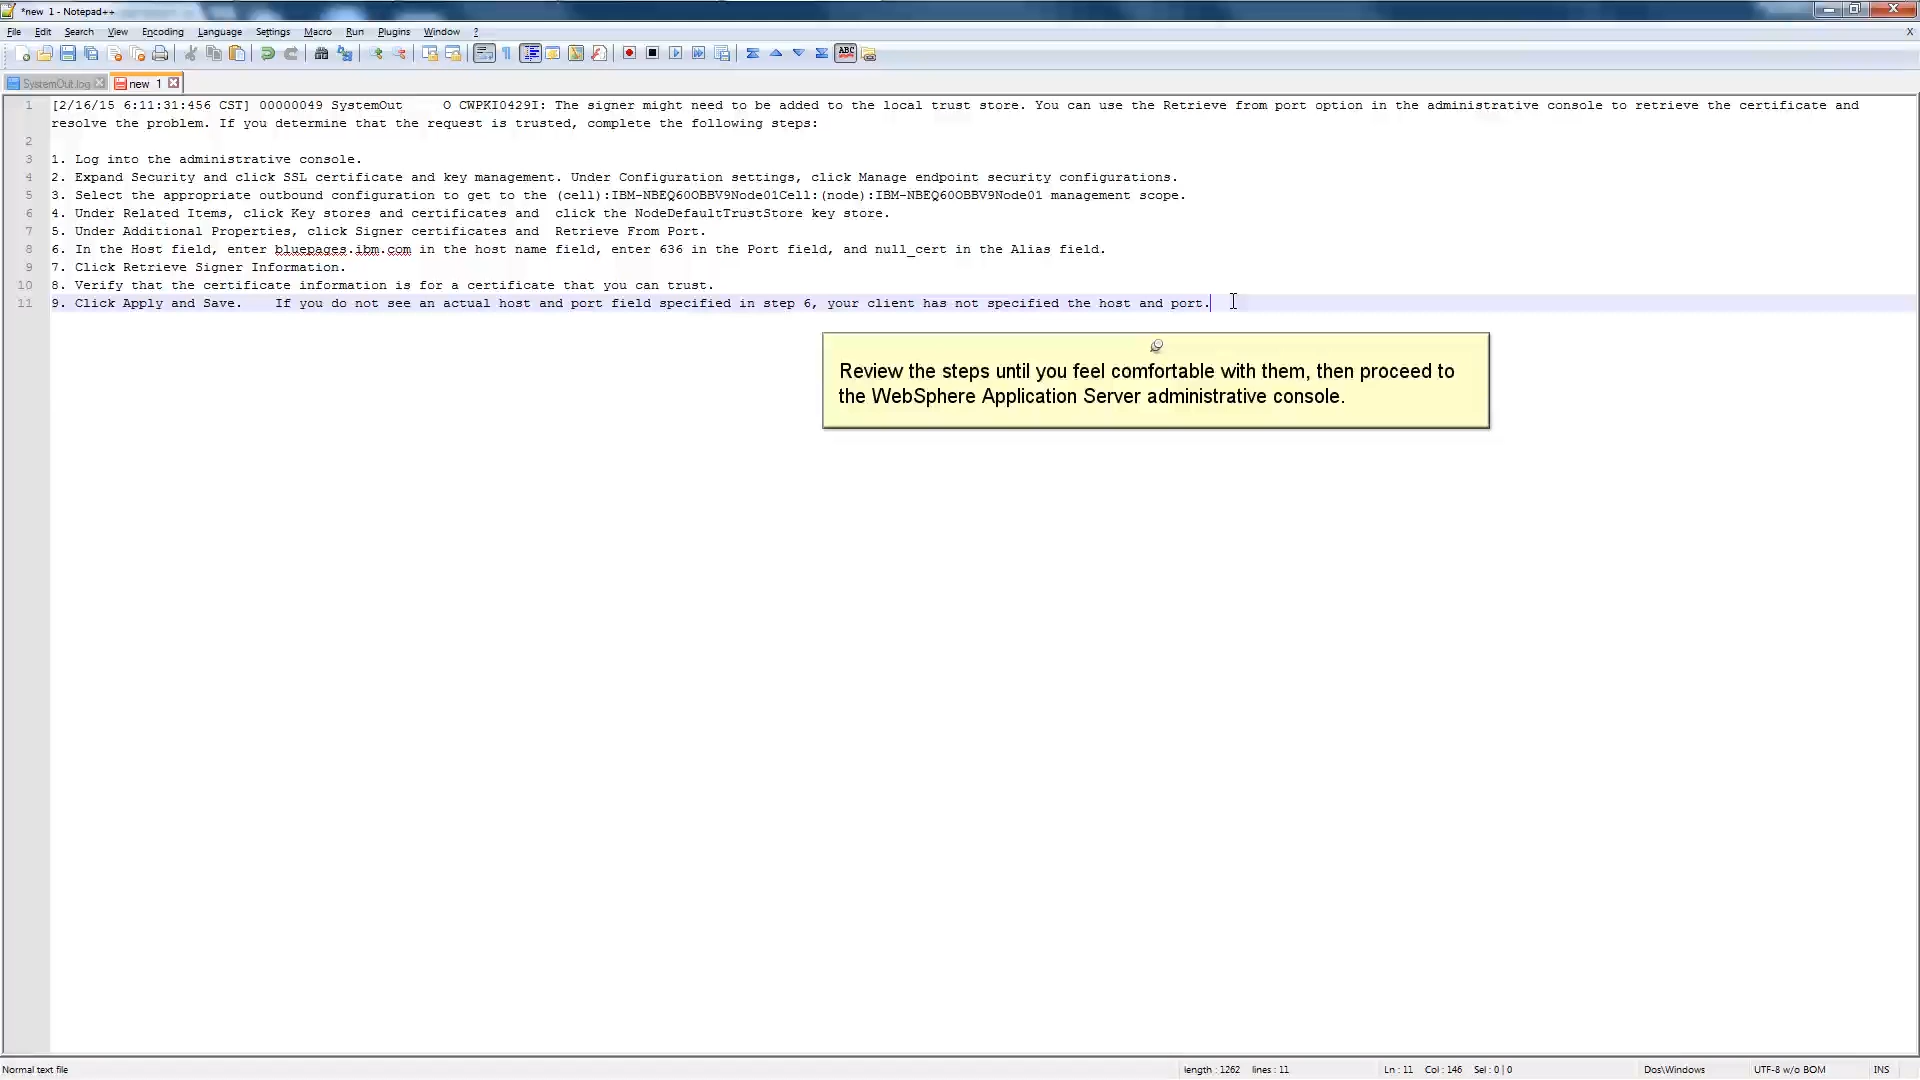 *new 1 - Notepad++
File Edit Search View Encoding Language Settings Macro Run Plugins Window ? X
SystemOut.log new 1
1 [2/16/15 6:11:31:456 CST] 00000049 SystemOut O CWPKI0429I: The signer might need to be added to the local trust store. You can use the Retrieve from port option in the administrative console to retrieve the certificate and
resolve the problem. If you determine that the request is trusted, complete the following steps:
2
3 1. Log into the administrative console.
4 2. Expand Security and click SSL certificate and key management. Under Configuration settings, click Manage endpoint security configurations.
5 3. Select the appropriate outbound configuration to get to the (cell):IBM-NBEQ60OBBV9Node01Cell:(node):IBM-NBEQ60OBBV9Node01 management scope.
6 4. Under Related Items, click Key stores and certificates and click the NodeDefaultTrustStore key store.
7 5. Under Additional Properties, click Signer certificates and Retrieve From Port.
8 6. In the Host field, enter bluepages.ibm.com in the host name field, enter 636 in the Port field, and null_cert in the Alias field.
9 7. Click Retrieve Signer Information.
10 8. Verify that the certificate information is for a certificate that you can trust.
11 9. Click Apply and Save. If you do not see an actual host and port field specified in step 6, your client has not specified the host and port.
Review the steps until you feel comfortable with them, then proceed to
the WebSphere Application Server administrative console.
Normal text file length : 1262 lines : 11 Ln : 11 Col : 146 Sel : 0 | 0 Dos\Windows UTF-8 w/o BOM INS